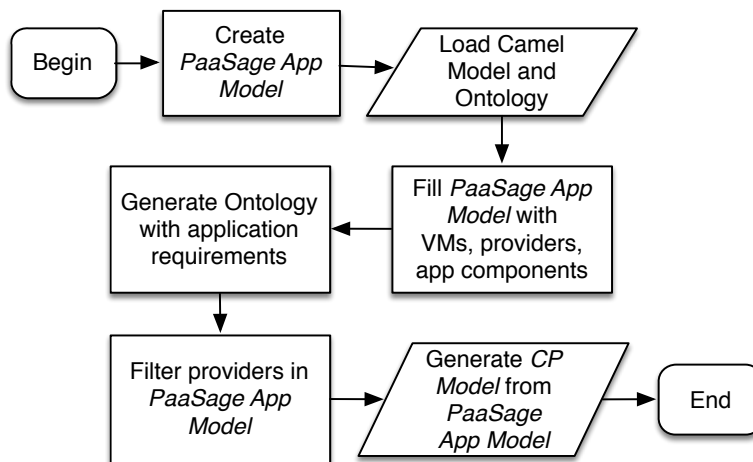 Begin
Create
PaaSage App
Model
Load Camel
Model and
Ontology
Fill PaaSage App
Model with
VMs, providers,
app components
Generate Ontology
with application
requirements
Filter providers in
PaaSage App
Model
Generate CP
Model from
PaaSage
App Model
End